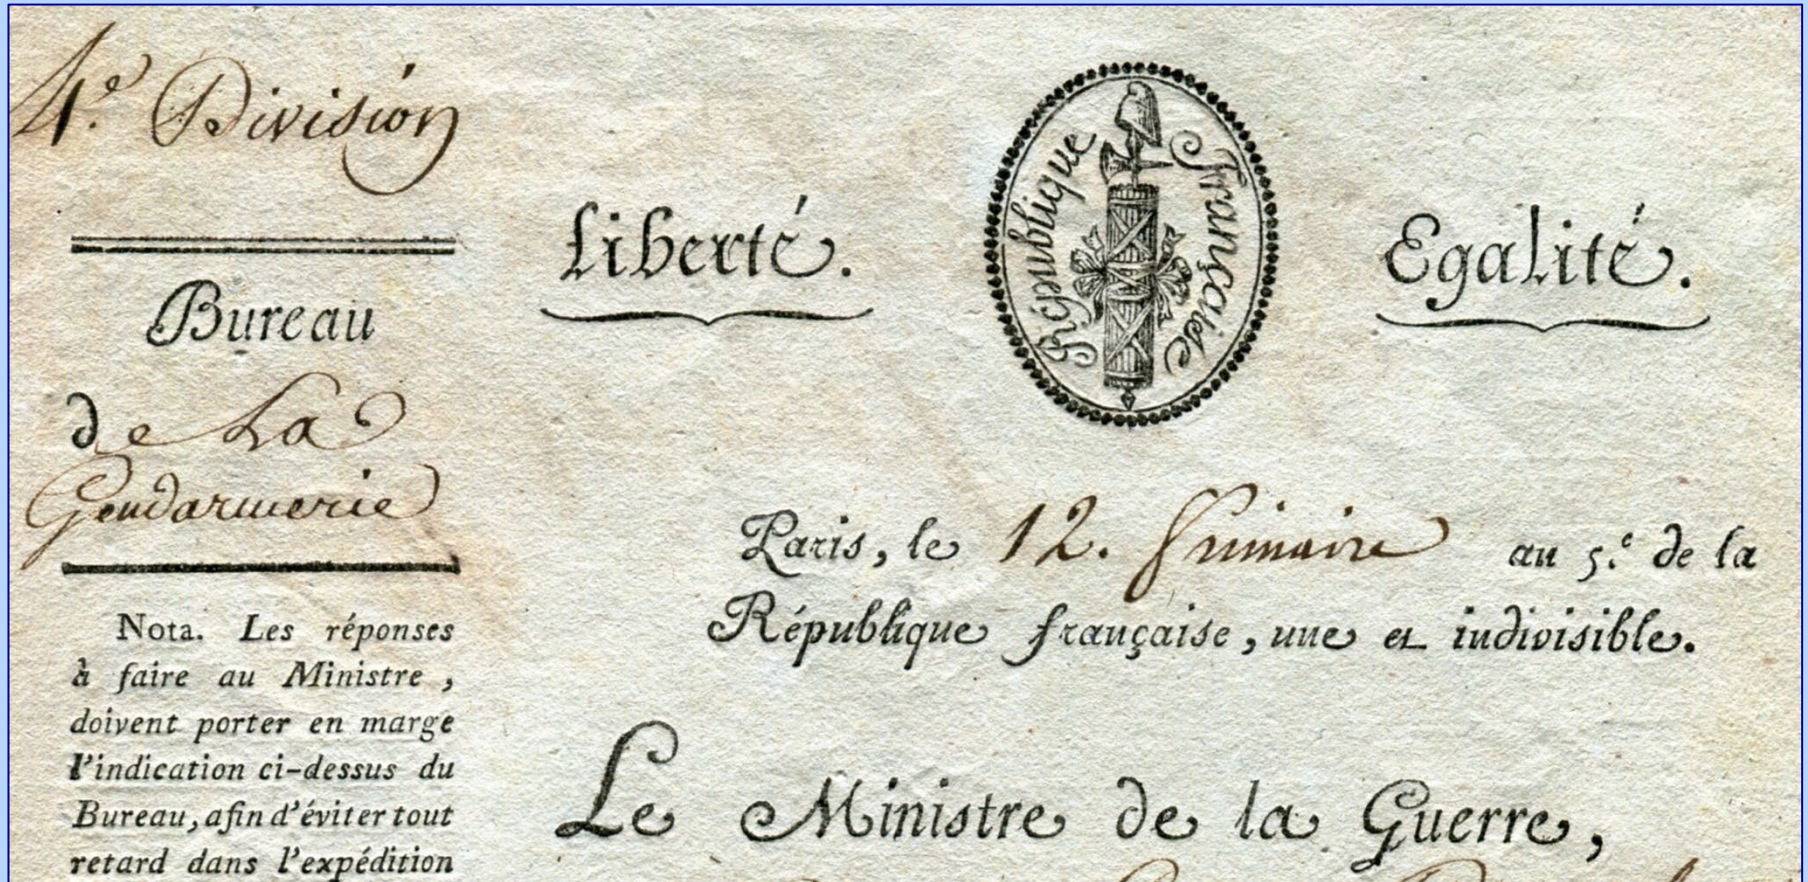 4.e Division
Bureau
de La
Gendarmerie
Nota. Les réponses
à faire au Ministre,
doivent porter en marge
l'indication ci-dessus du
Bureau, afin d'éviter tout
retard dans l'expédition
Liberté.
République Française
Egalité.
Paris, le 12. frimaire an 5.e de la
République française, une et indivisible.
Le Ministre de la Guerre,